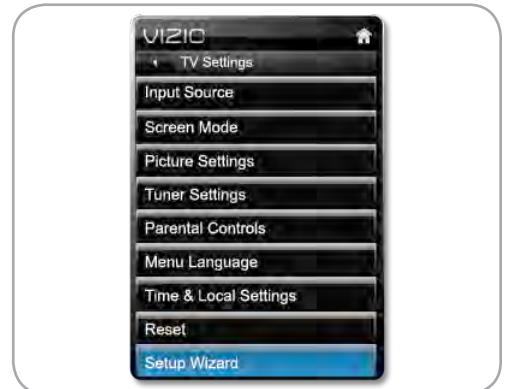 VIZIO
TV Settings
Input Source
Screen Mode
Picture Settings
Tuner Settings
Parental Controls
Menu Language
Time & Local Settings
Reset
Setup Wizard